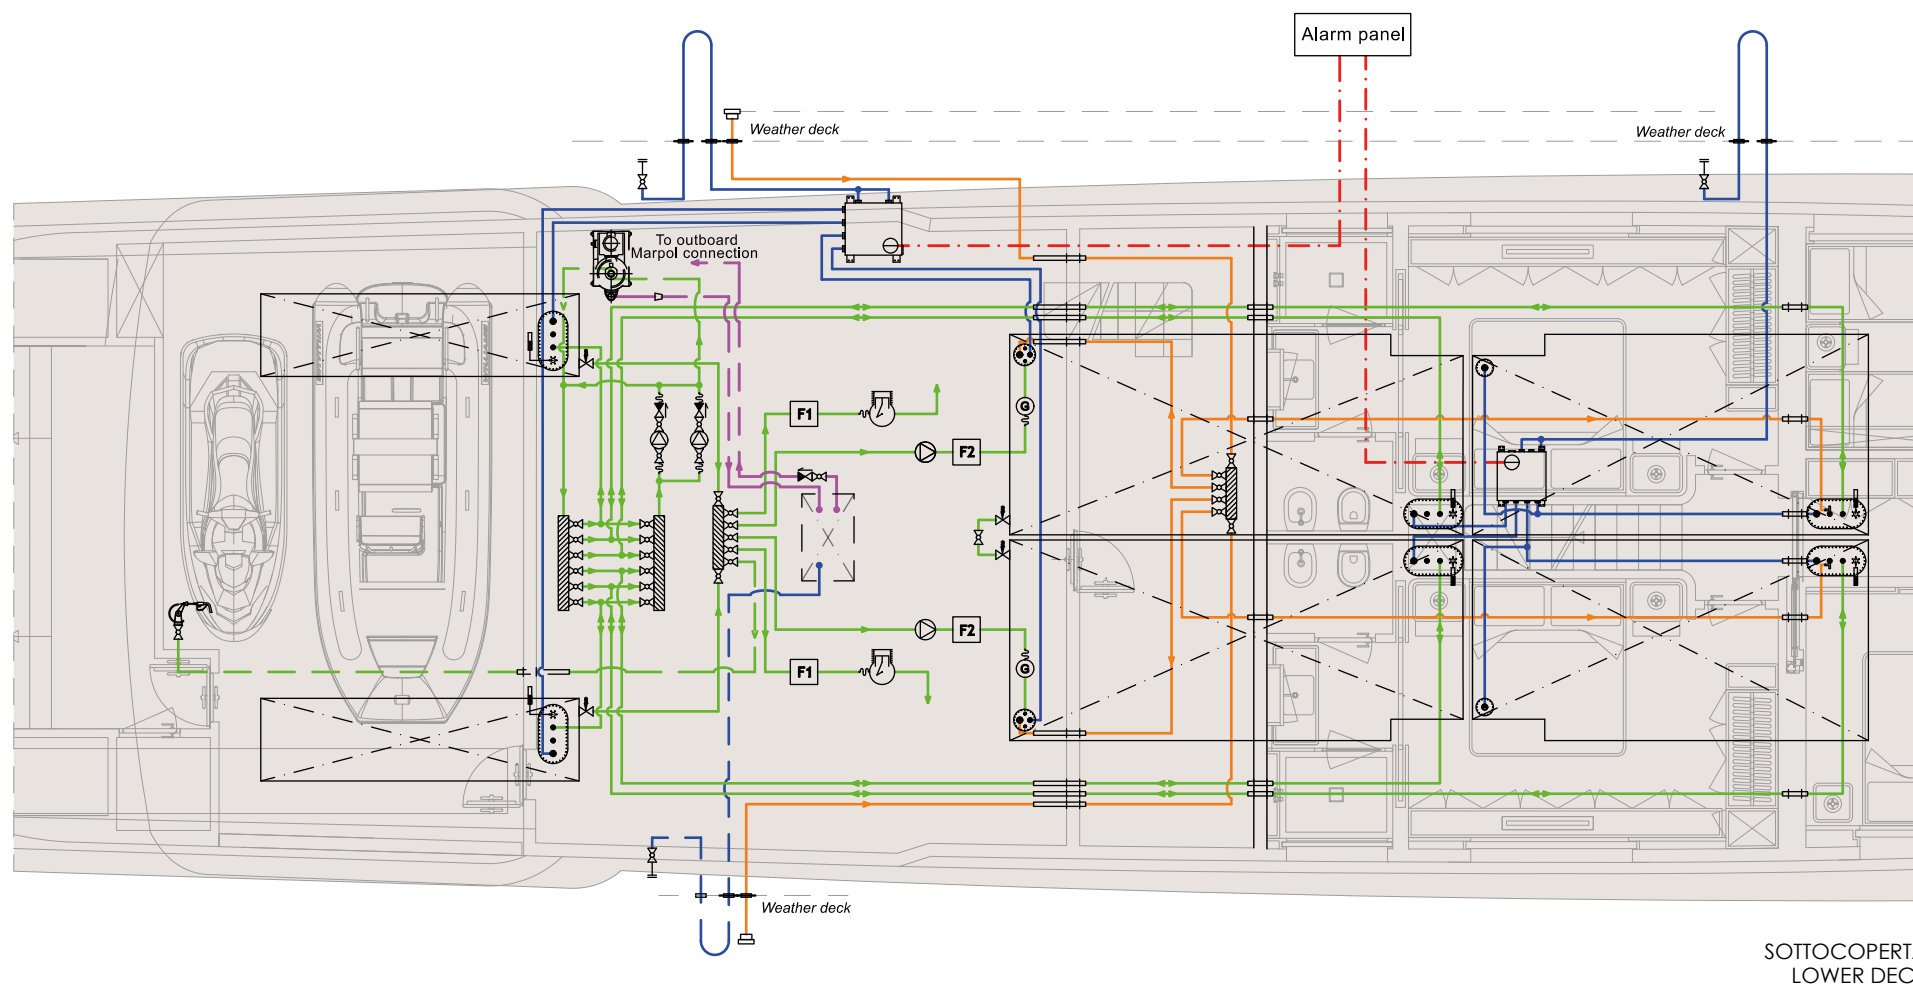 Alarm panel
Weather deck
Weather deck
To outboard
Marpol connection
F1
G
F2
F2
F1
G
Weather deck
SOTTOCOPERT
LOWER DEC